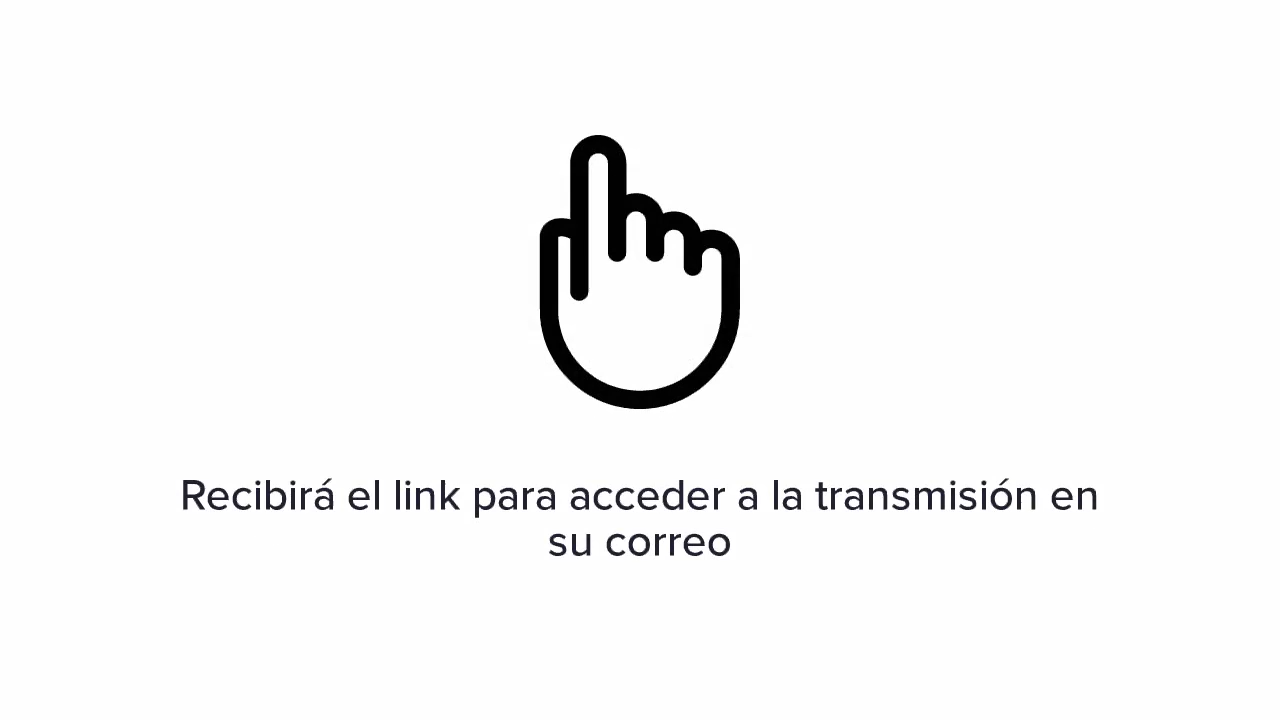 Recibirá el link para acceder a la transmisión en
su correo